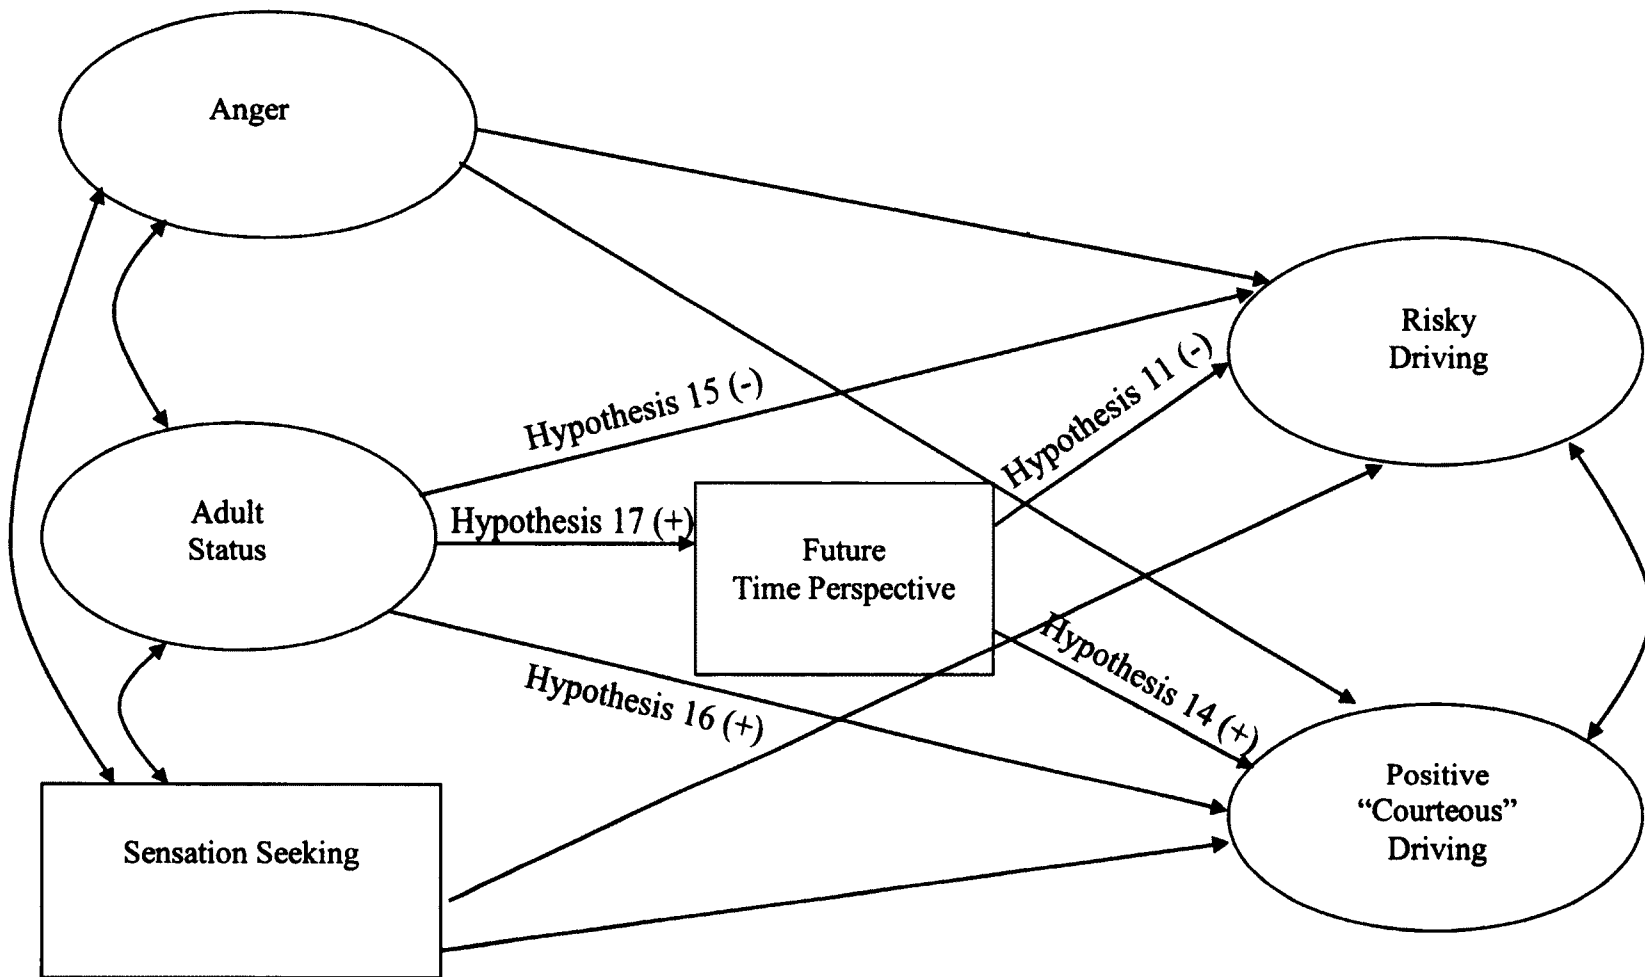 Anger
Risky
Driving
Hypothesis 15 (-)
Hypothesis 11 (-)
Adult
Status
Hypothesis 17 (+)
Future
Time Perspective
Hypothesis 14 (+)
Hypothesis 16 (+)
Sensation Seeking
Positive
“Courteous”
Driving